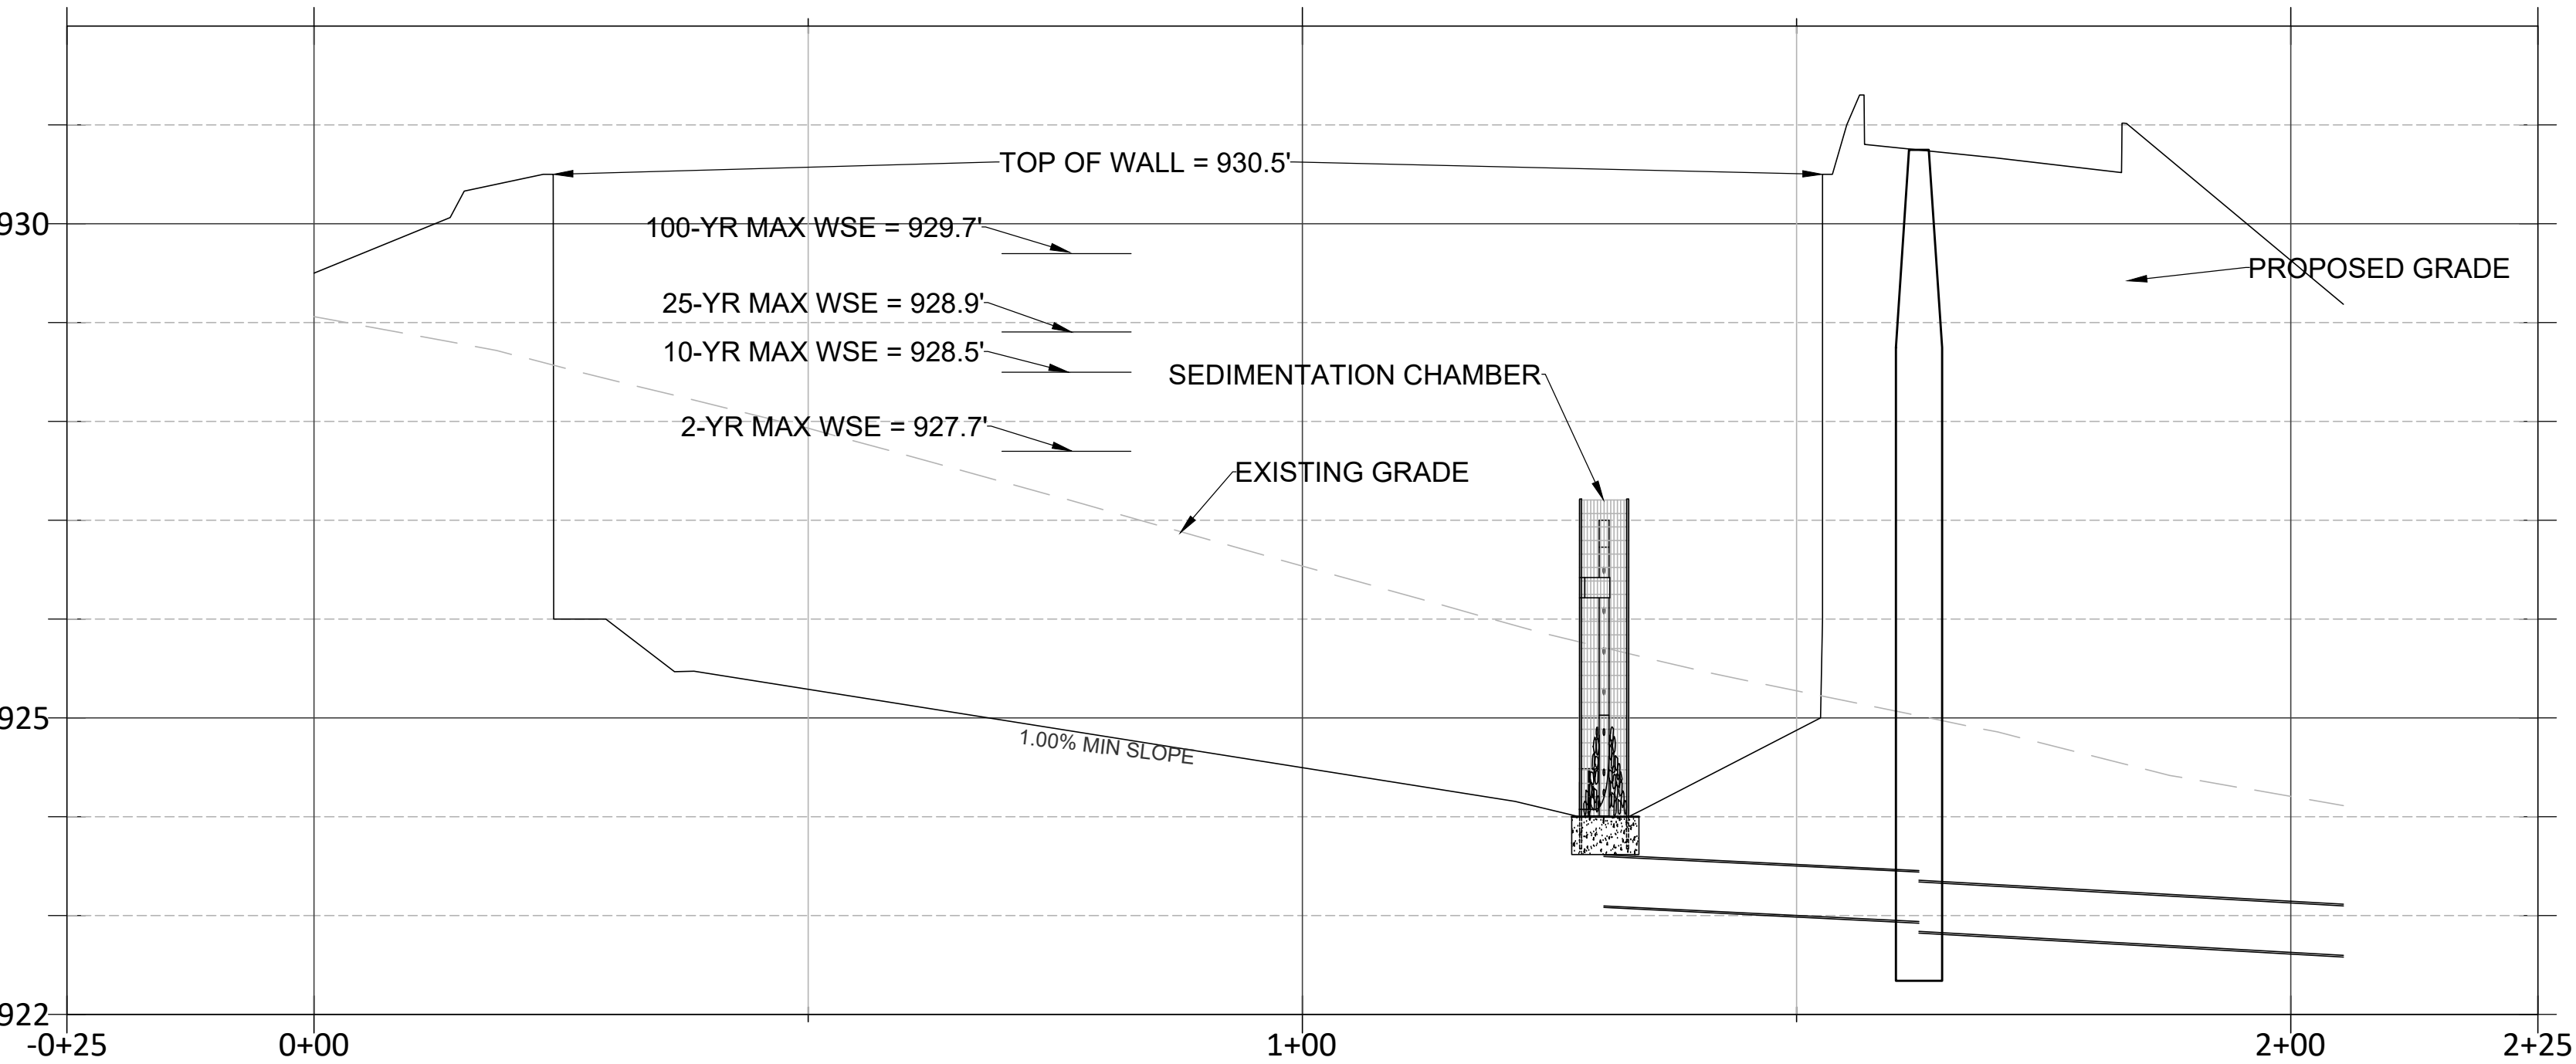 TOP OF WALL = 930.5'
930
100-YR MAX WSE = 929.7'
PROPOSED GRADE
25-YR MAX WSE = 928.9'
10-YR MAX WSE = 928.5'
SEDIMENTATION CHAMBER
2-YR MAX WSE = 927.7'
EXISTING GRADE
925
1.00% MIN SLOPE
922
-0+25 0+00 1+00 2+00 2+25